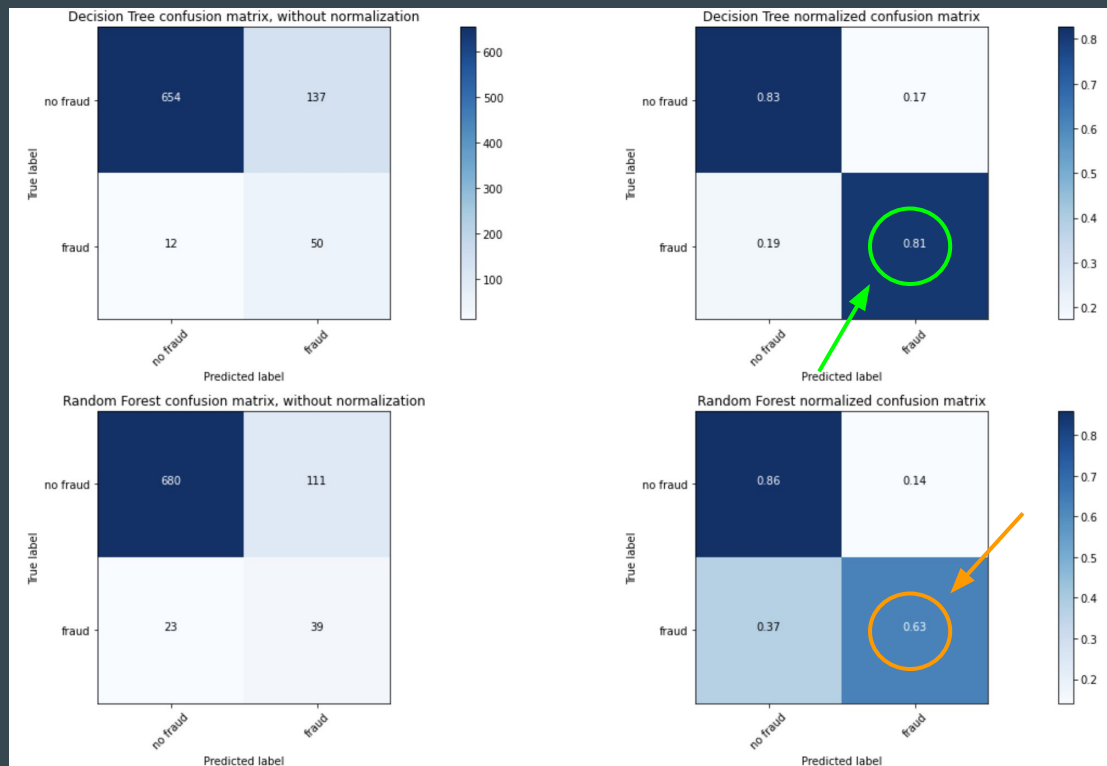 Decision Tree confusion matrix, without normalization
no fraud
654
137
fraud
12
50
True label
no fraud
fraud
Predicted label
600
500
400
300
200
100
Decision Tree normalized confusion matrix
no fraud
0.83
0.17
fraud
0.19
0.81
True label
no fraud
fraud
Predicted label
0.8
0.7
0.6
0.5
0.4
0.3
0.2
Random Forest confusion matrix, without normalization
no fraud
680
111
fraud
23
39
True label
no fraud
fraud
Predicted label
Random Forest normalized confusion matrix
no fraud
0.86
0.14
fraud
0.37
0.63
True label
no fraud
fraud
Predicted label
0.8
0.7
0.6
0.5
0.4
0.3
0.2